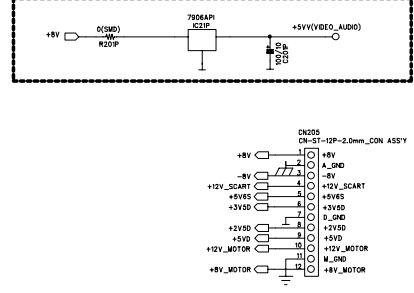 7906API
IC21P
+8V
0(SMD)
R201P
+5VV(VIDEO_AUDIO)
100/10
C201P
CN205
CN-ST-12P-2.0mm_CON ASS'Y
+8V 1 +8V
2 A_GND
-8V 3 -8V
+12V_SCART 4 +12V_SCART
+5V6S 5 +5V6S
+3V5D 6 +3V5D
7 D_GND
+2V5D 8 +2V5D
+5VD 9 +5VD
+12V_MOTOR 10 +12V_MOTOR
11 M_GND
+8V_MOTOR 12 +8V_MOTOR